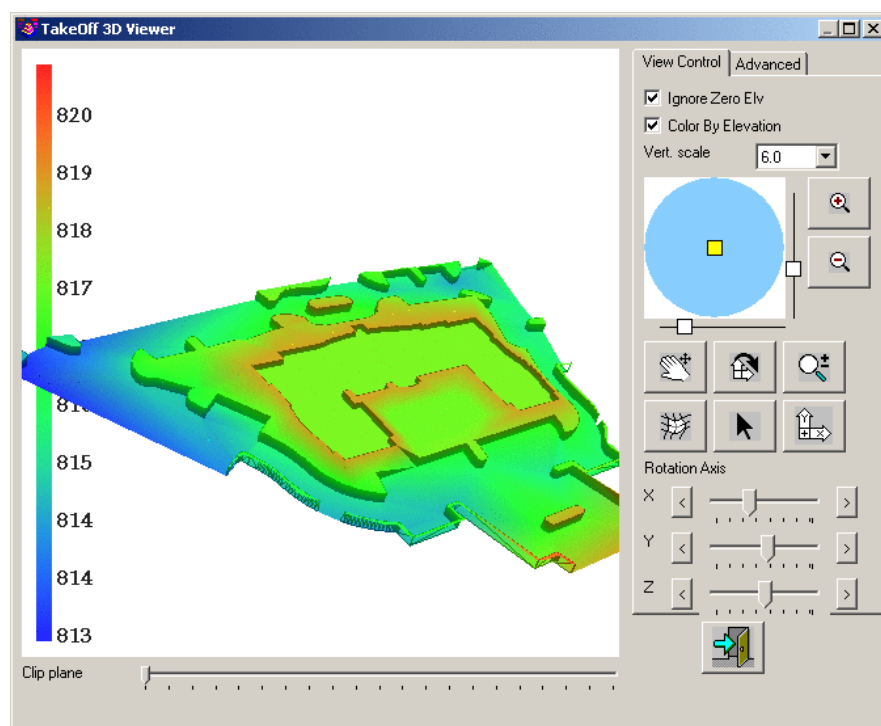 TakeOff 3D Viewer
820
819
818
817
815
814
814
813
Clip plane
View Control
Advanced
Ignore Zero Elv
Color By Elevation
Vert. scale
6.0
Rotation Axis
X
<
>
Y
<
>
Z
<
>